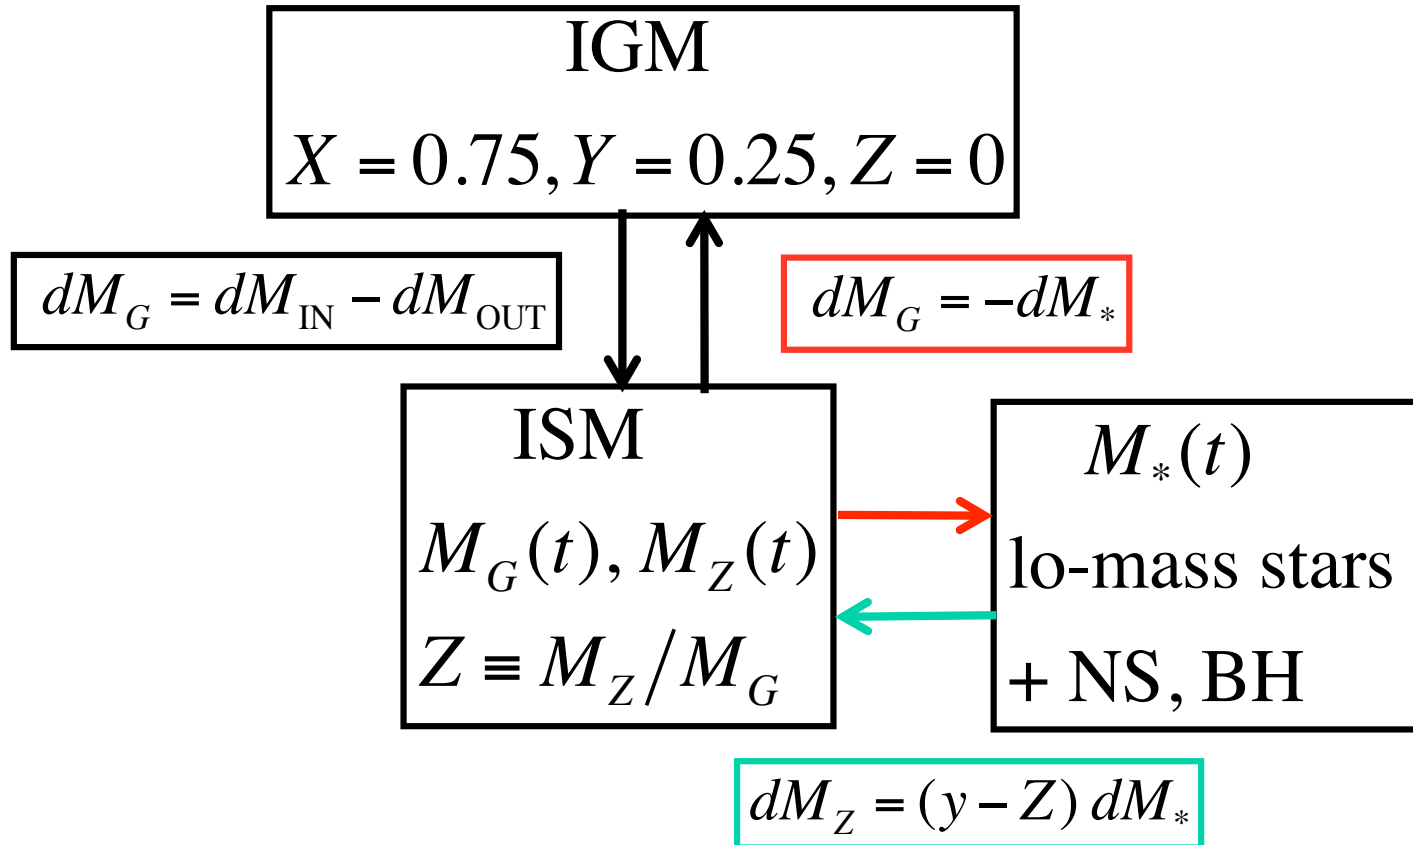 IGM
X = 0.75, Y = 0.25, Z = 0
dM_G = dM_IN − dM_OUT
dM_G = −dM_*
ISM
M_G(t), M_Z(t)
Z ≡ M_Z/M_G
M_*(t)
lo-mass stars
+ NS, BH
dM_Z = (y − Z) dM_*